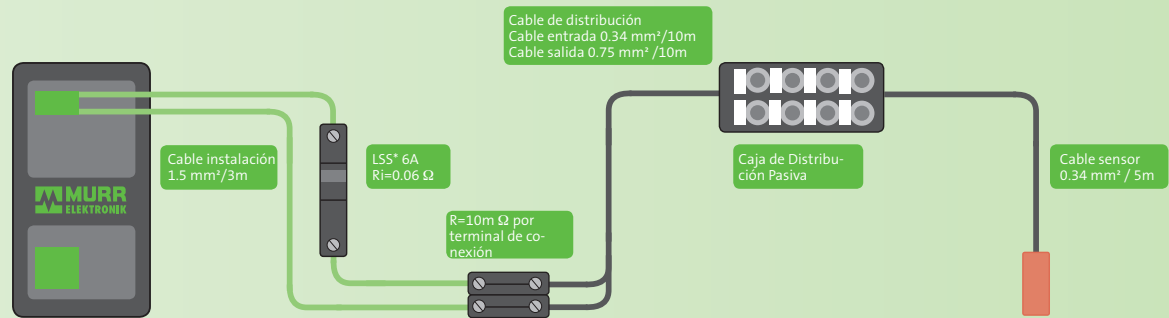 Cable de distribución
Cable entrada 0.34 mm²/10m
Cable salida 0.75 mm² /10m
Cable instalación
1.5 mm²/3m
LSS* 6A
Ri=0.06 Ω
Caja de Distribu-
ción Pasiva
Cable sensor
0.34 mm² / 5m
MURR
ELEKTRONIK
R=10m Ω por
terminal de co-
nexión